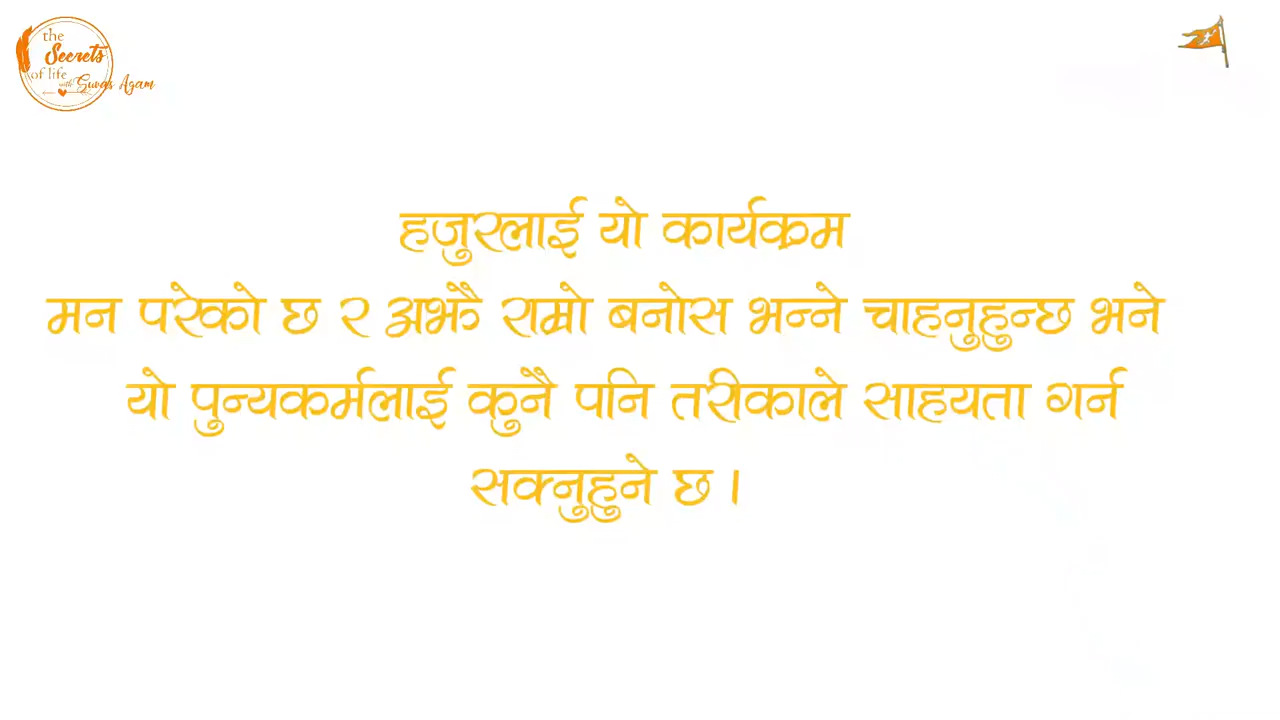 the
Secrets
of life
with Suvas Agam
हजुरलाई यो कार्यक्रम
मन परेको छ र अझै राम्रो बनोस भन्ने चाहनुहुन्छ भने
यो पुन्यकर्मलाई कुनै पनि तरीकाले साहयता गर्न
सक्नुहुने छ ।